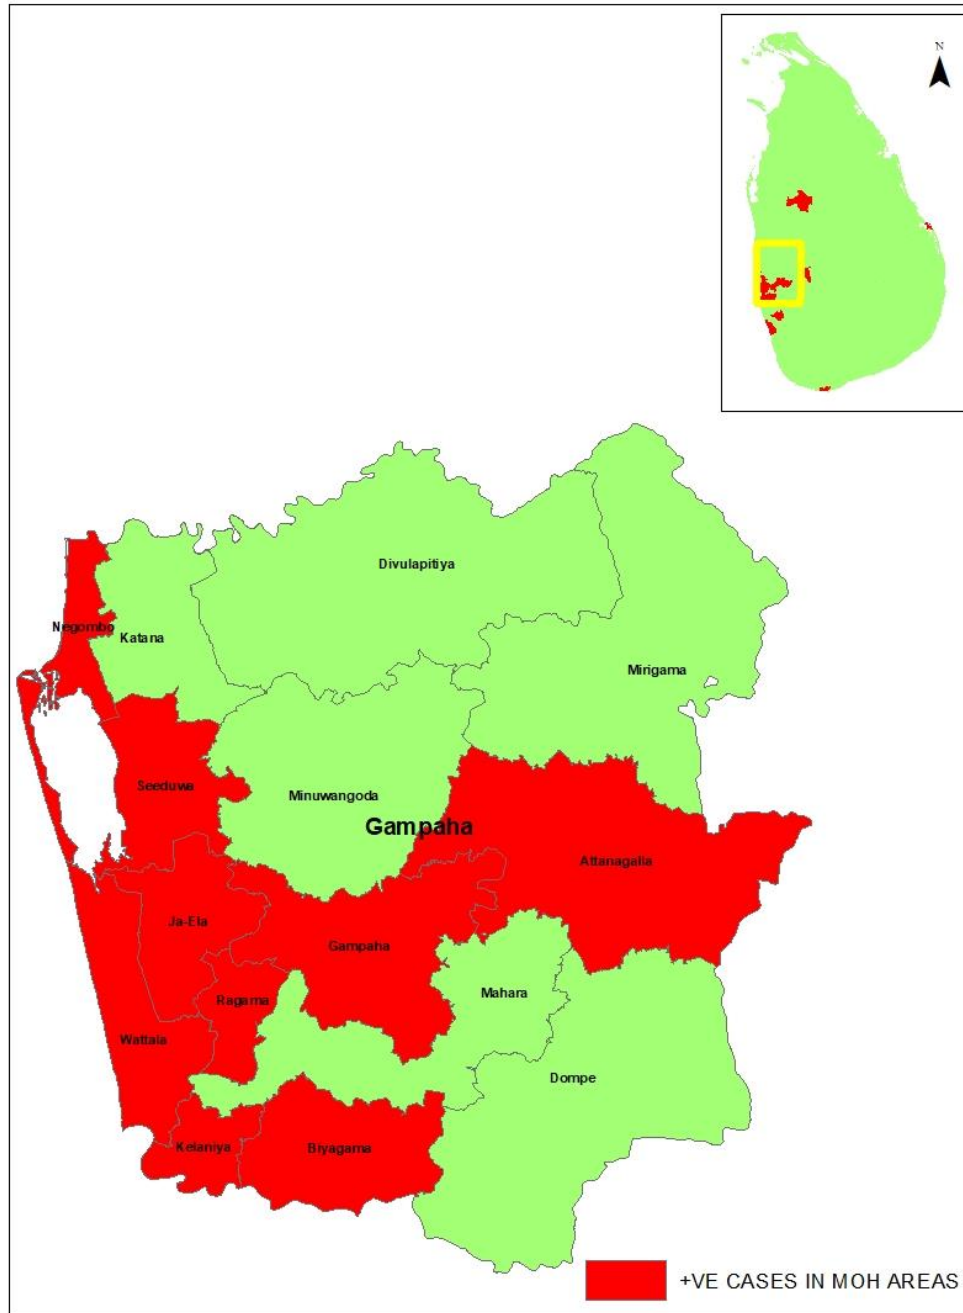 N
Divulapitiya
Negombo
Katana
Mirigama
Seeduwa
Minuwangoda
Gampaha
Attanagalla
Ja-Ela
Gampaha
Mahara
Ragama
Wattala
Dompe
Kelaniya
Biyagama
+VE CASES IN MOH AREAS